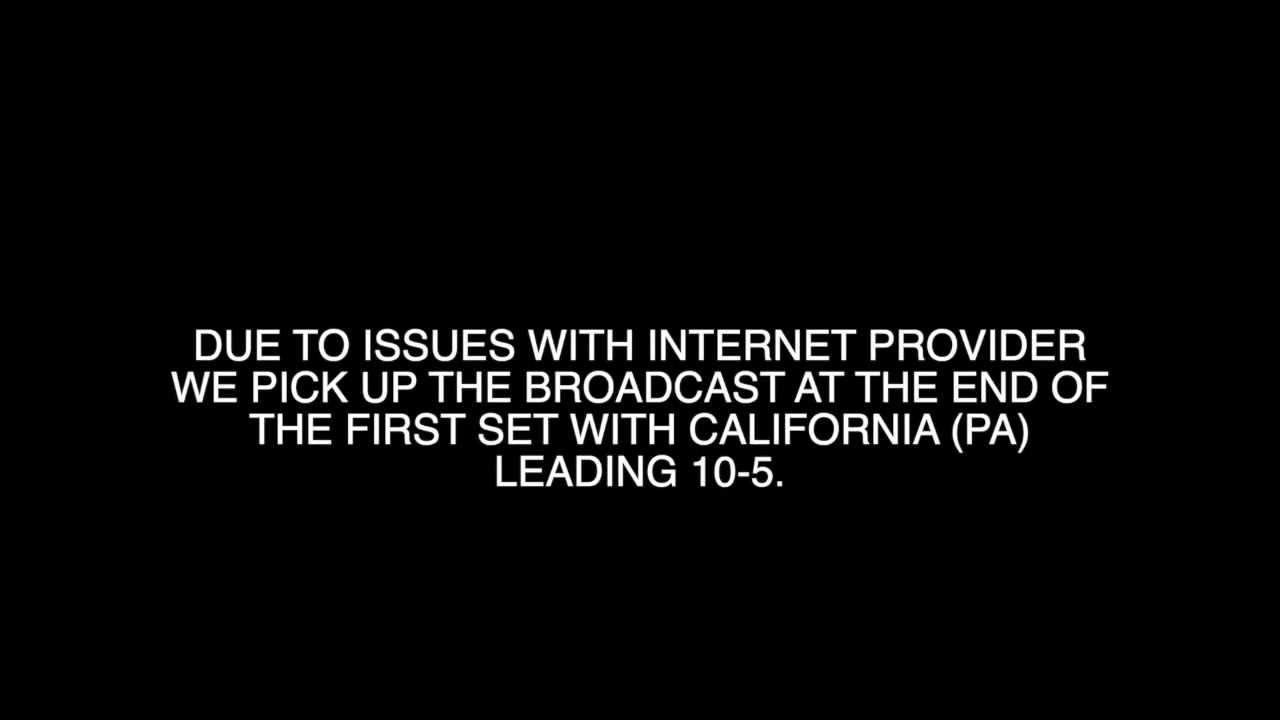 DUE TO ISSUES WITH INTERNET PROVIDER
WE PICK UP THE BROADCAST AT THE END OF
THE FIRST SET WITH CALIFORNIA (PA)
LEADING 10-5.